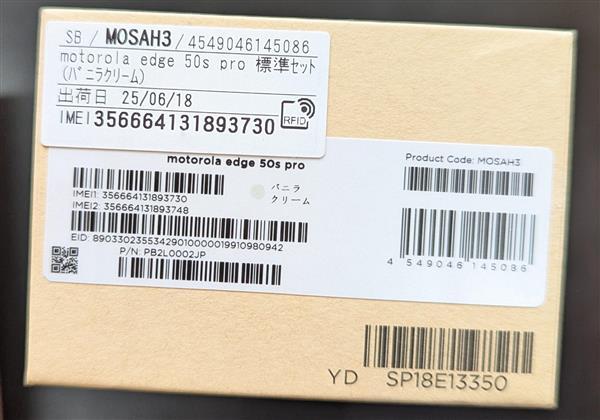 SB / MOSAH3 / 4549046145086
motorola edge 50s pro 標準セット
(バニラクリーム)
出荷日 25/06/18
IMEI 356664131893730
RFID
motorola edge 50s pro
Product Code: MOSAH3
IMEI1: 356664131893730
バニラ
クリーム
IMEI2: 356664131893748
EID: 89033023553429010000019910980942
P/N: PB2L0002JP
4 549046 145086
YD SP18E13350